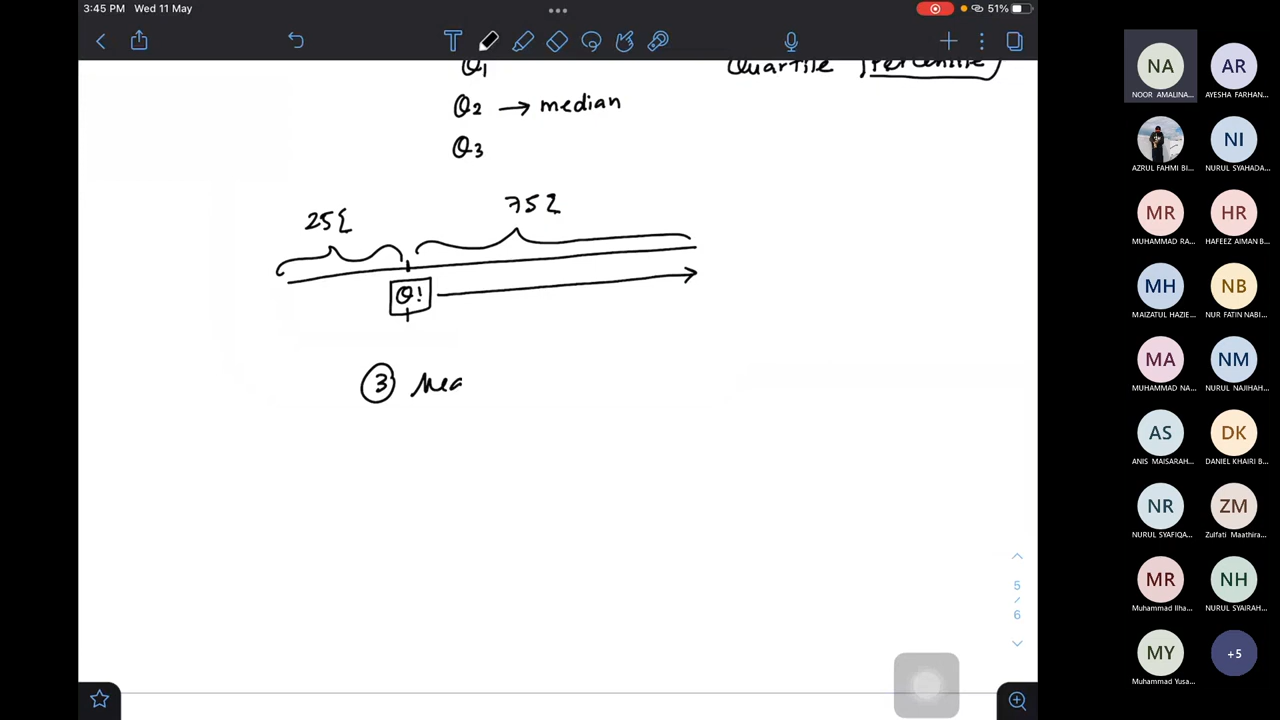 3:45 PM Wed 11 May
51%
Q1
Quartile Percentile
Q2 → median
Q3
25%
75%
Q1
③ Mea
5
6
NA
NOOR AMALINA...
AR
AYESHA FARHAN...
AZRUL FAHMI BI...
NI
NURUL SYAHADA...
MR
MUHAMMAD RA...
HR
HAFEEZ AIMAN B...
MH
MAIZATUL HAZIE...
NB
NUR FATIN NABI...
MA
MUHAMMAD NA...
NM
NURUL NAJIHAH...
AS
ANIS MAISARAH...
DK
DANIEL KHAIRI B...
NR
NURUL SYAFIQA...
ZM
Zulfati Maathira...
MR
Muhammad Ilha...
NH
NURUL SYAIRAH...
MY
Muhammad Yusa...
+5